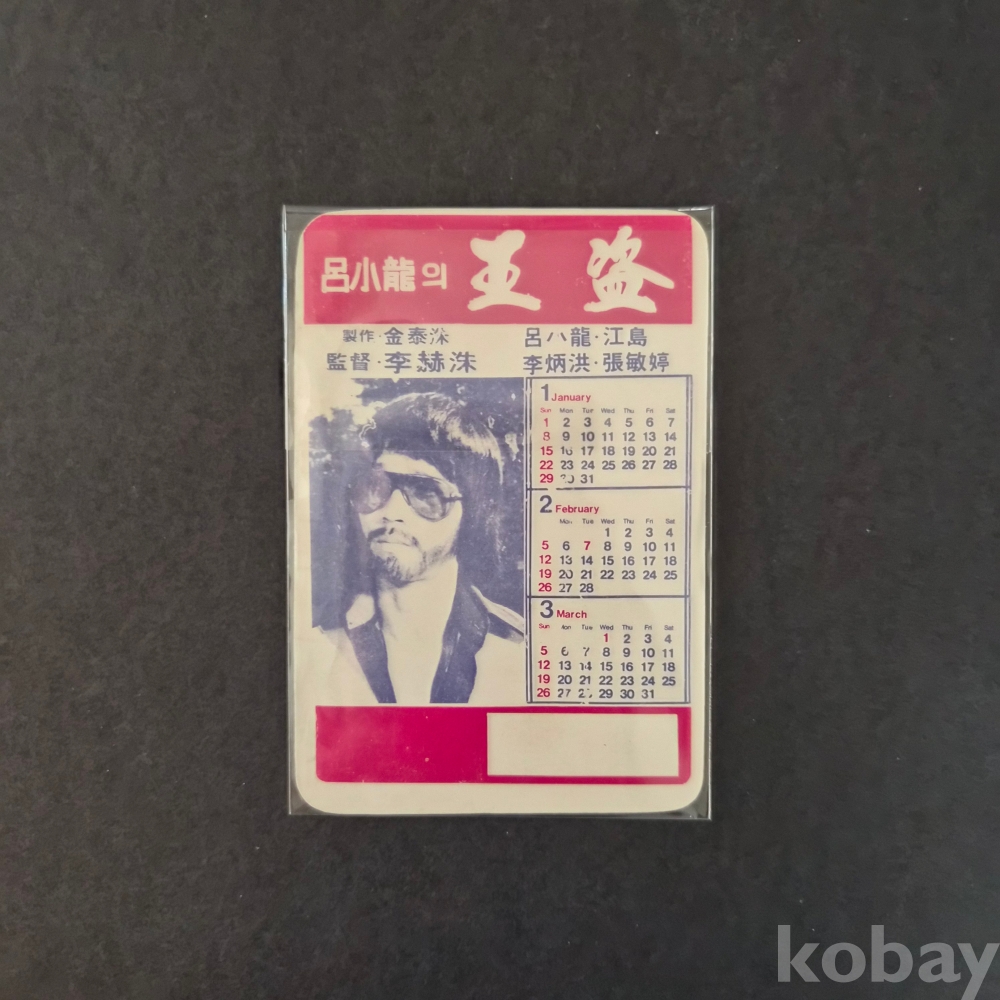 呂小龍의 王 盜
製作·金泰洙
監督·李赫洙
呂八龍·江島
李炳洪·張敏婷
1 January
Sun Mon Tue Wed Thu Fri Sat
1 2 3 4 5 6 7
8 9 10 11 12 13 14
15 16 17 18 19 20 21
22 23 24 25 26 27 28
29 30 31
2 February
Mon Tue Wed Thu Fri Sat
1 2 3 4
5 6 7 8 9 10 11
12 13 14 15 16 17 18
19 20 21 22 23 24 25
26 27 28
3 March
Sun Mon Tue Wed Thu Fri Sat
1 2 3 4
5 6 7 8 9 10 11
12 13 14 15 16 17 18
19 20 21 22 23 24 25
26 27 28 29 30 31
kobay